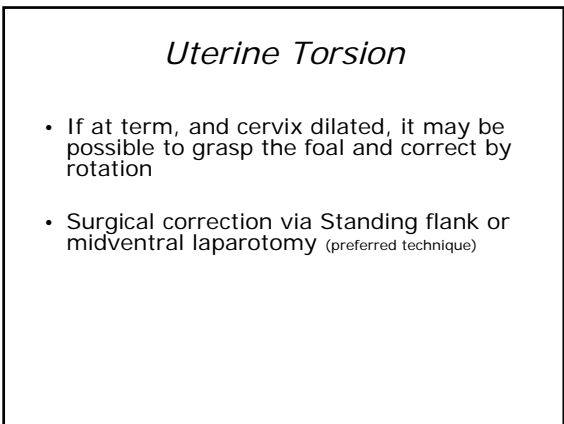 Uterine Torsion
• If at term, and cervix dilated, it may be
possible to grasp the foal and correct by
rotation
• Surgical correction via Standing flank or
midventral laparotomy (preferred technique)